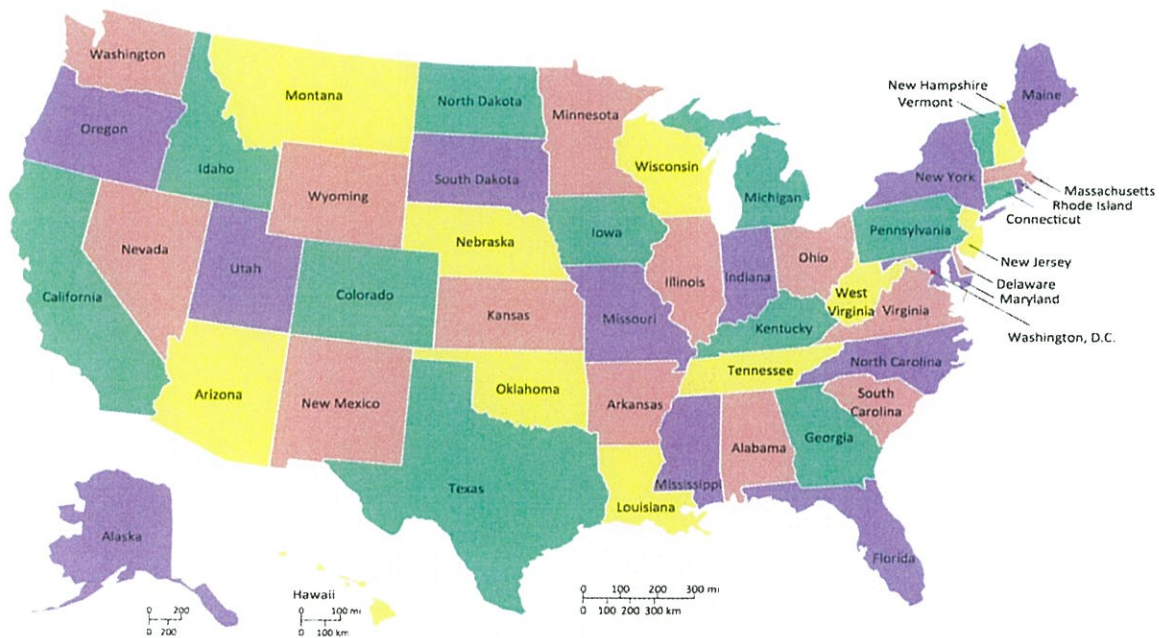 Washington
Oregon
Idaho
Montana
North Dakota
Minnesota
Wisconsin
Michigan
New Hampshire
Vermont
Maine
New York
Massachusetts
Rhode Island
Connecticut
Wyoming
South Dakota
Iowa
Nebraska
Nevada
Utah
Colorado
California
Kansas
Missouri
Illinois
Indiana
Ohio
Pennsylvania
New Jersey
Delaware
Maryland
Washington, D.C.
West
Virginia
Virginia
Kentucky
Tennessee
North Carolina
South
Carolina
Arizona
New Mexico
Oklahoma
Arkansas
Texas
Louisiana
Mississippi
Alabama
Georgia
Florida
Alaska
0 200
0 200
Hawaii
0 100 mi
0 100 km
0 100 200 300 mi
0 100 200 300 km